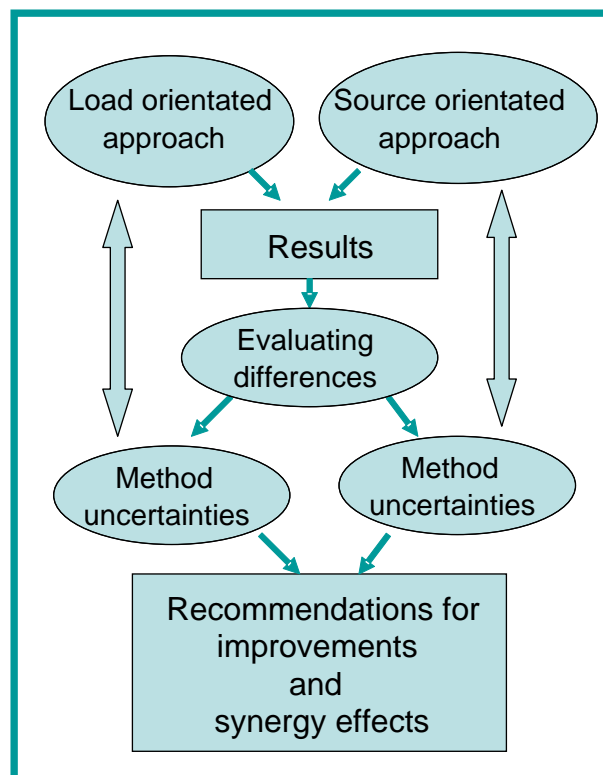 Load orientated
approach
Source orientated
approach
Results
Evaluating
differences
Method
uncertainties
Method
uncertainties
Recommendations for
improvements
and
synergy effects